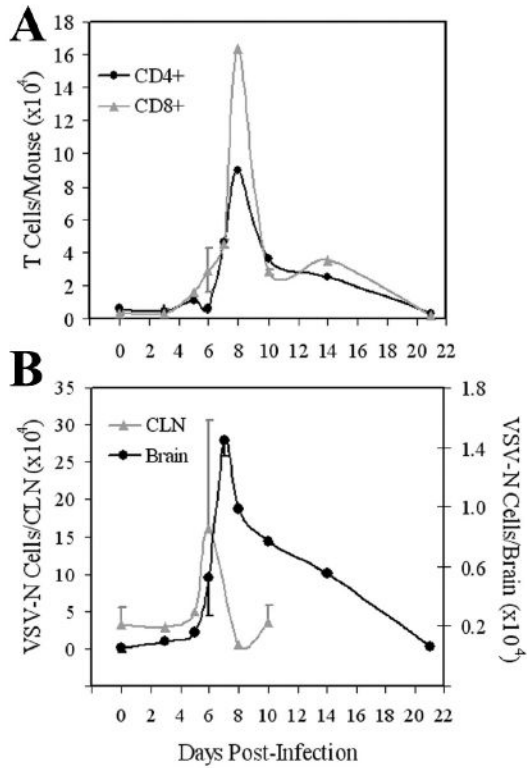 A
T Cells/Mouse (x10⁴)
CD4+
CD8+
18
16
14
12
10
8
6
4
2
0
0 2 4 6 8 10 12 14 16 18 20 22
B
VSV-N Cells/CLN (x10⁴)
CLN
Brain
35
30
25
20
15
10
5
0
1.8
1.4
1.0
0.6
0.2
VSV-N Cells/Brain (x10⁴)
0 2 4 6 8 10 12 14 16 18 20 22
Days Post-Infection